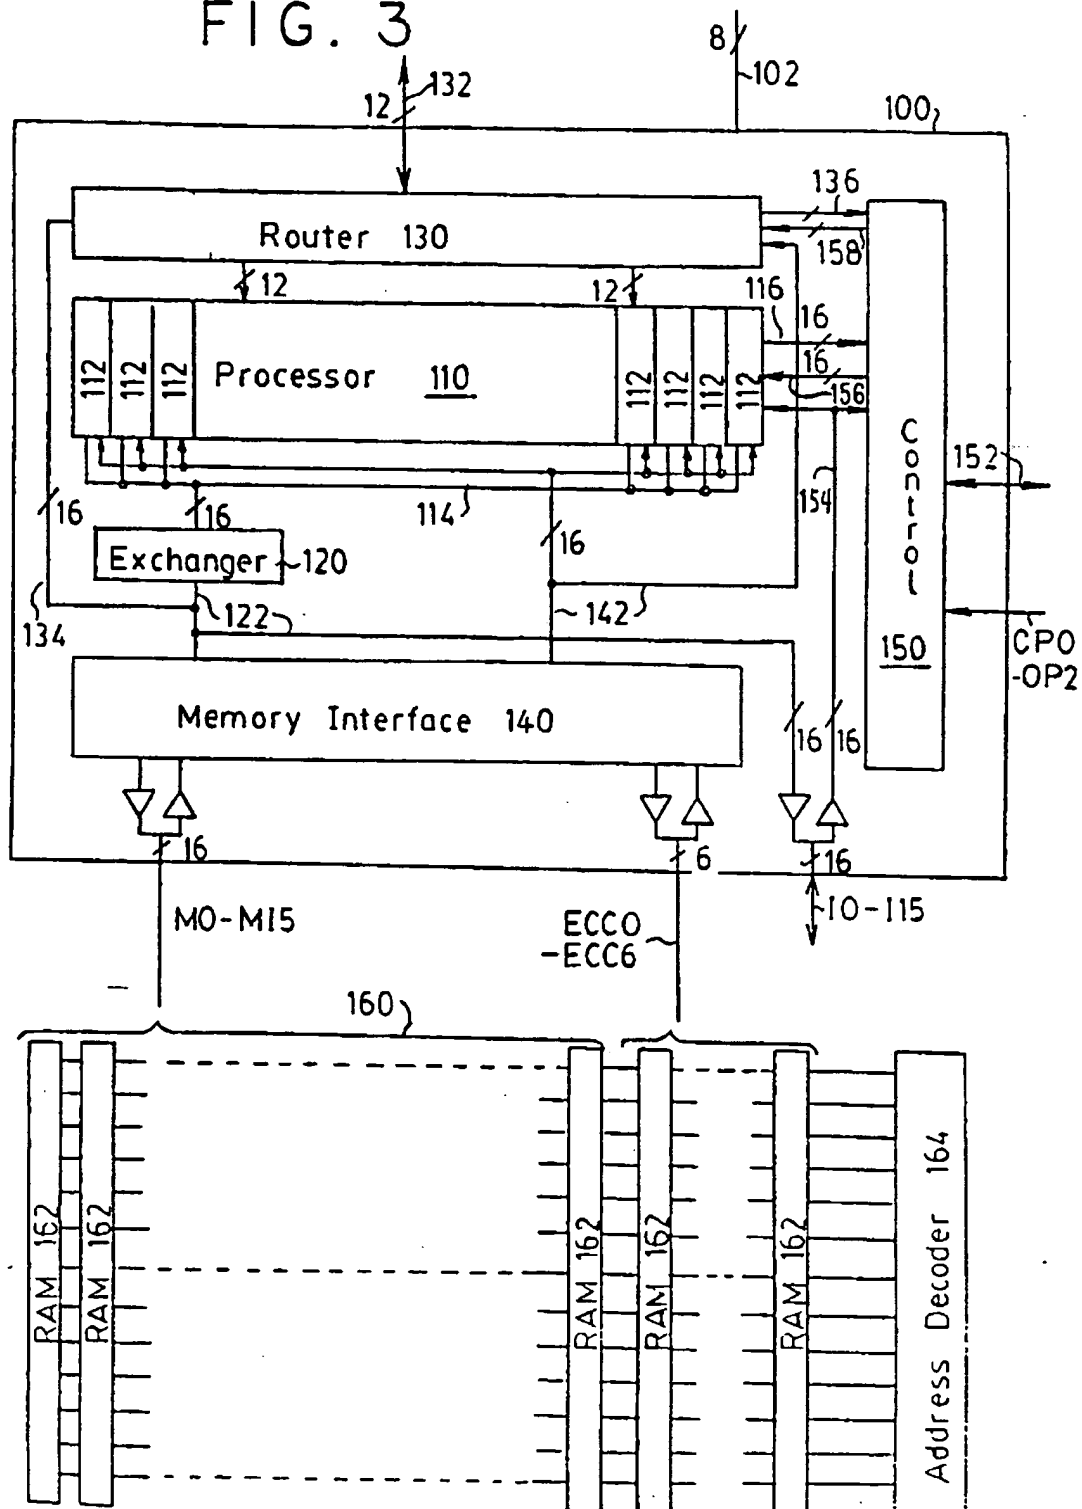 FIG. 3
8
102
132
12
100
136
Router 130
158
12
12
116
16
112
112
112
Processor 110
112
112
112
112
16
156
Control
150
152
154
114
16
16
16
Exchanger
120
134
122
142
CP0
-OP2
Memory Interface 140
16
16
16
6
16
M0-M15
ECC0
-ECC6
I0-I15
160
RAM 162
RAM 162
RAM 162
RAM 162
RAM 162
Address Decoder 164